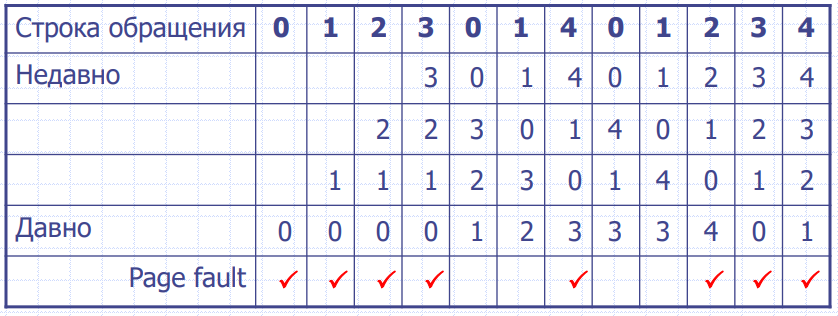 Строка обращения 0 1 2 3 0 1 4 0 1 2 3 4
Недавно 3 0 1 4 0 1 2 3 4
2 2 3 0 1 4 0 1 2 3
1 1 1 2 3 0 1 4 0 1 2
Давно 0 0 0 0 1 2 3 3 3 4 0 1
Page fault ✓ ✓ ✓ ✓ ✓ ✓ ✓ ✓